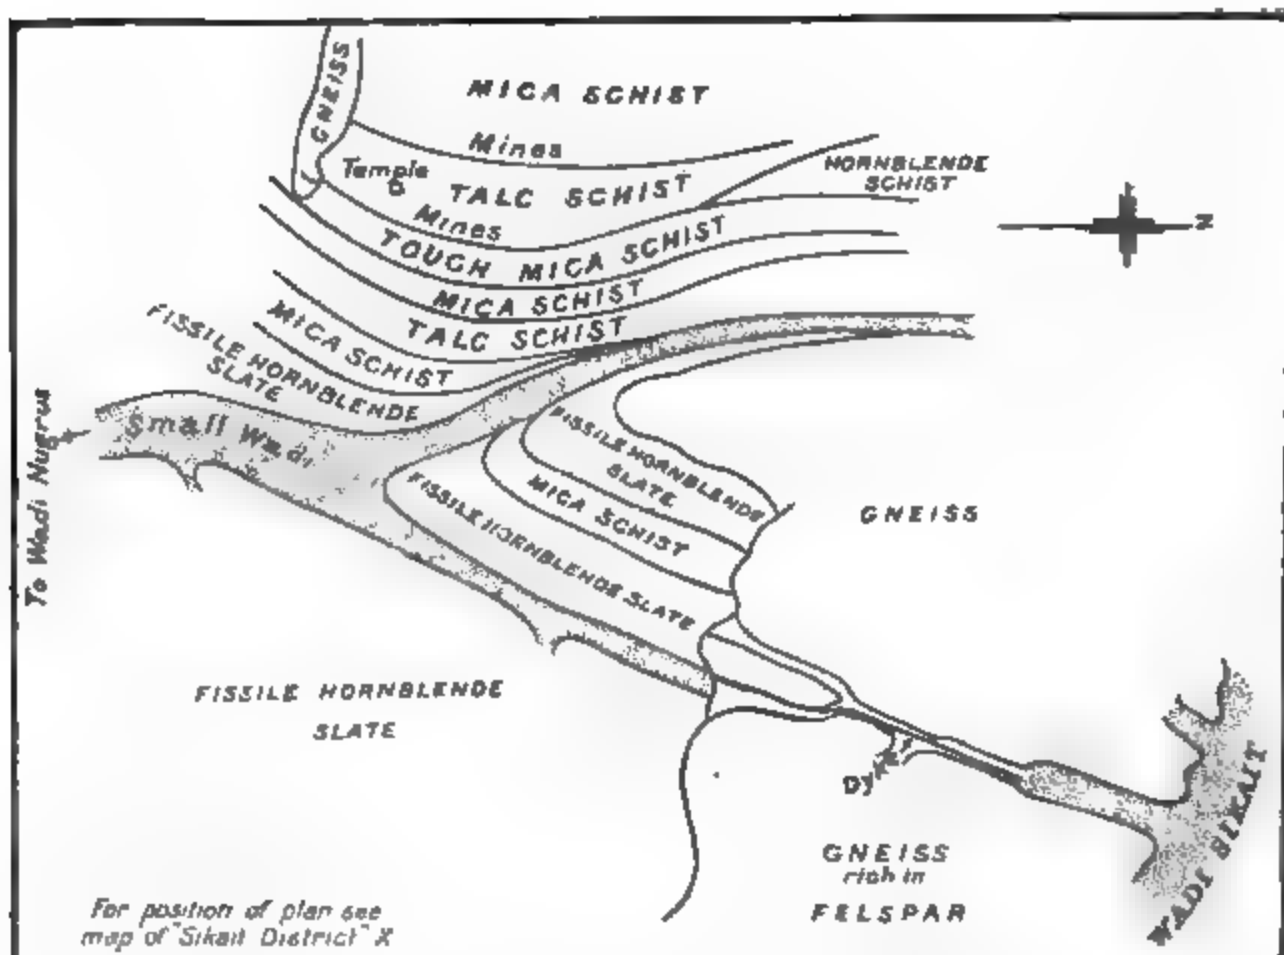 GNEISS
MICA SCHIST
Mines
Temple
TALC SCHIST
HORNBLENDE
SCHIST
Mines
TOUGH MICA SCHIST
N
MICA SCHIST
TALC SCHIST
MICA SCHIST
FISSILE HORNBLENDE
SLATE
To Wadi Nugrus
Small Wadi
FISSILE HORNBLENDE
SLATE
MICA SCHIST
FISSILE HORNBLENDE SLATE
GNEISS
FISSILE HORNBLENDE
SLATE
WADI SIKAIT
GNEISS
rich in
FELSPAR
For position of plan see
map of "Sikait District" X